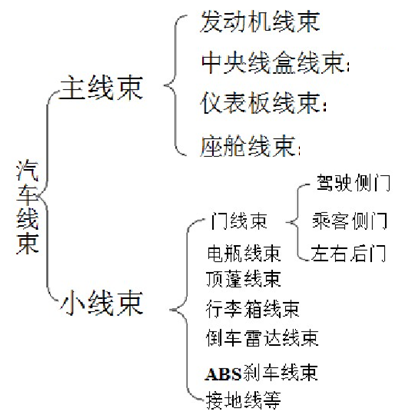 汽车线束
主线束
发动机线束
中央线盒线束:
仪表板线束:
座舱线束:
小线束
门线束
驾驶侧门
乘客侧门
左右后门
电瓶线束
顶蓬线束
行李箱线束
倒车雷达线束
ABS刹车线束
接地线等